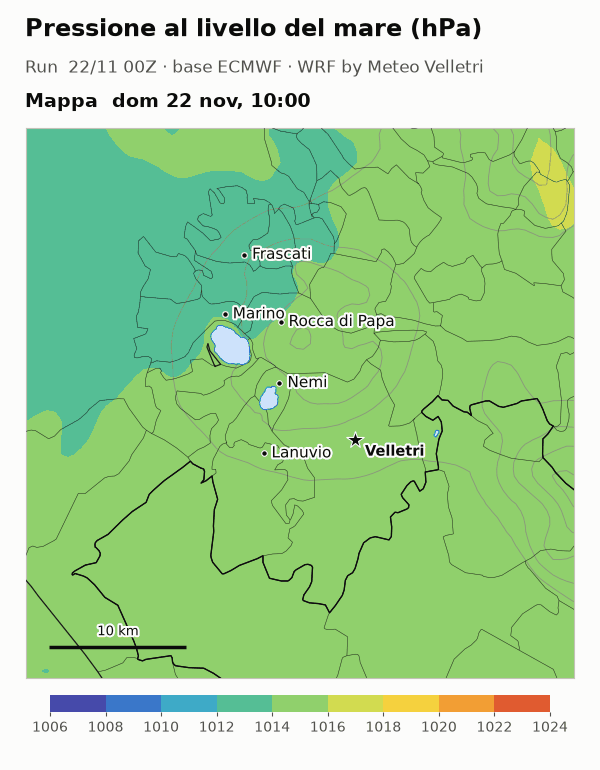 Pressione al livello del mare (hPa)
Run  22/11 00Z · base ECMWF · WRF by Meteo Velletri
Mappa  dom 22 nov, 10:00
Frascati
Marino
Rocca di Papa
Nemi
Velletri
Lanuvio
10 km
1006 1008 1010 1012 1014 1016 1018 1020 1022 1024